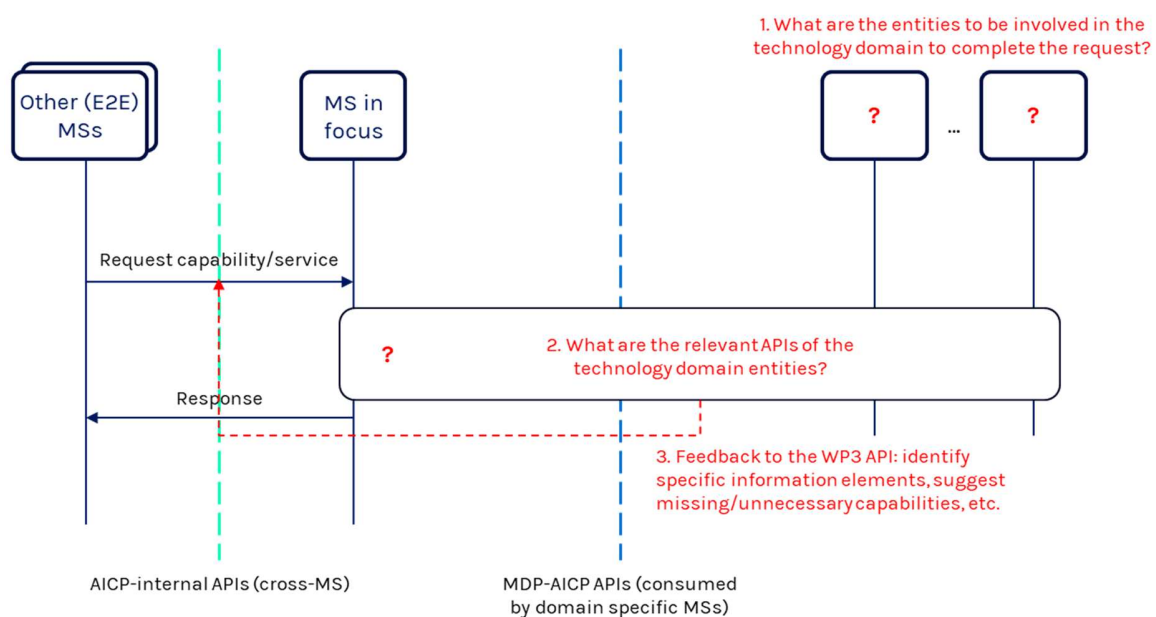 1. What are the entities to be involved in the
technology domain to complete the request?
Other (E2E)
MSs
MS in
focus
?
...
?
Request capability/service
?
2. What are the relevant APIs of the
technology domain entities?
Response
3. Feedback to the WP3 API: identify
specific information elements, suggest
missing/unnecessary capabilities, etc.
AICP-internal APIs (cross-MS)
MDP-AICP APIs (consumed
by domain specific MSs)